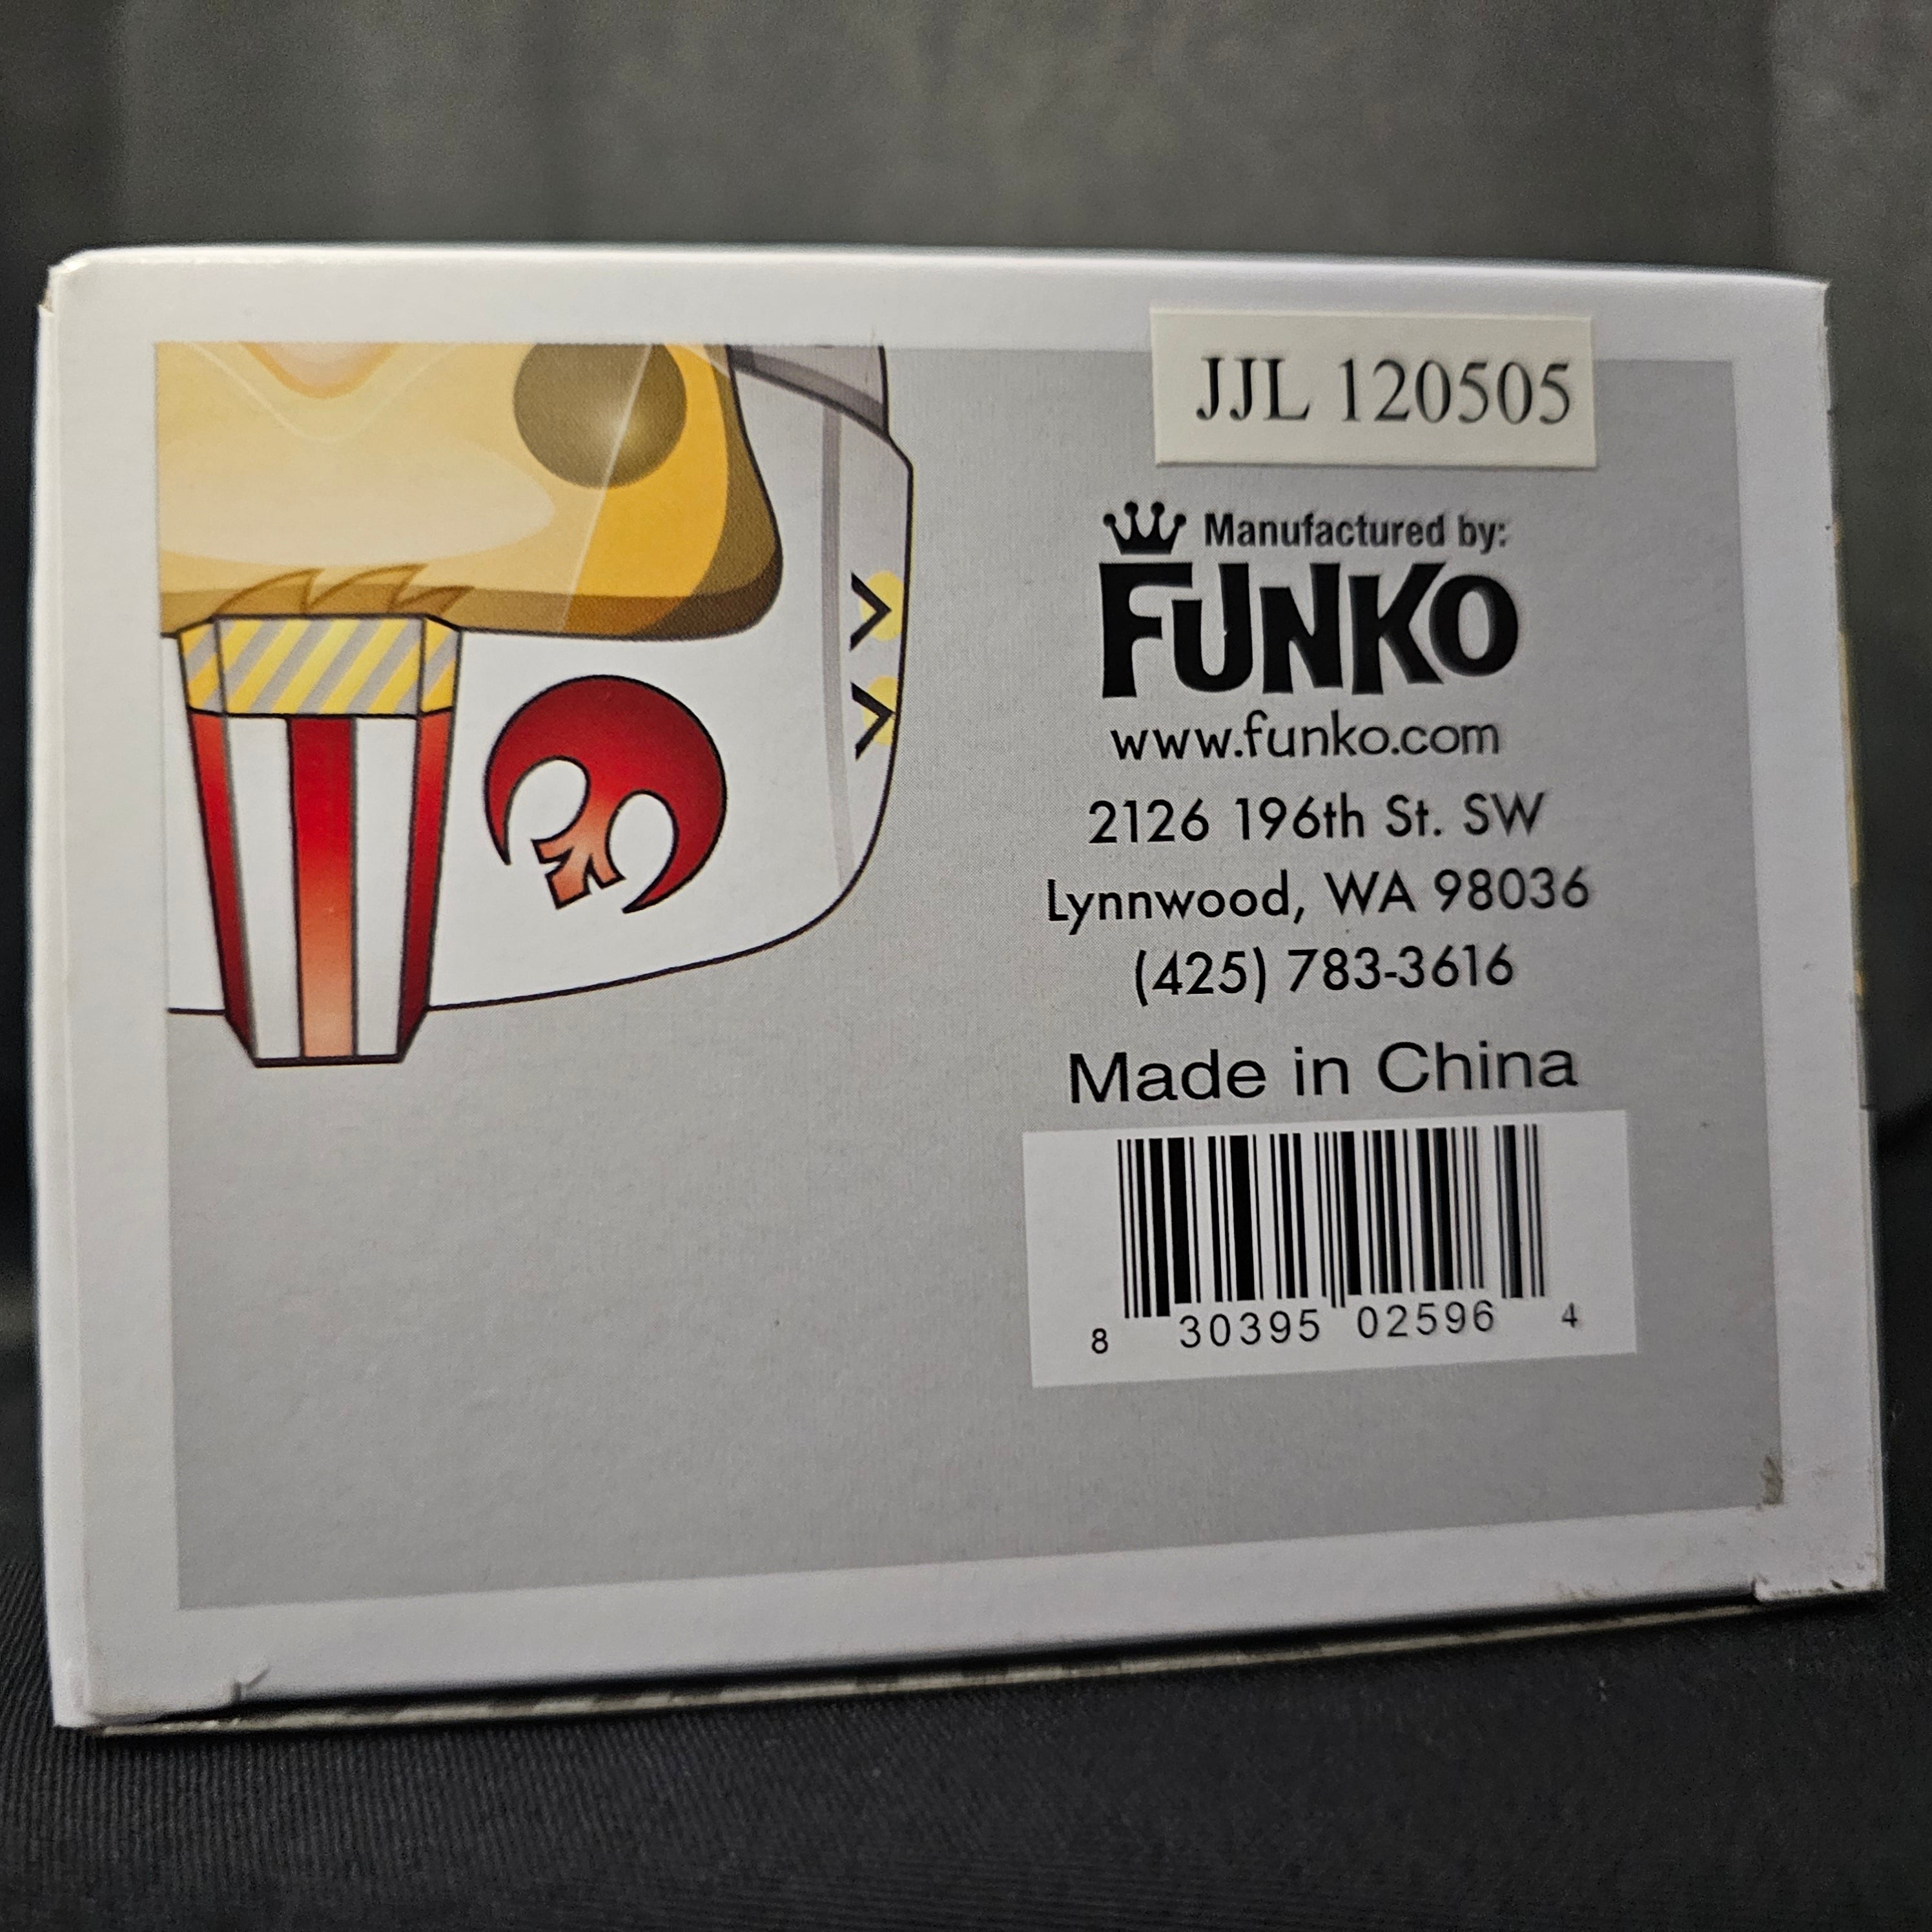 JJL 120505
Manufactured by:
FUNKO
www.funko.com
2126 196th St. SW
Lynnwood, WA 98036
(425) 783-3616
Made in China
8 30395 02596 4